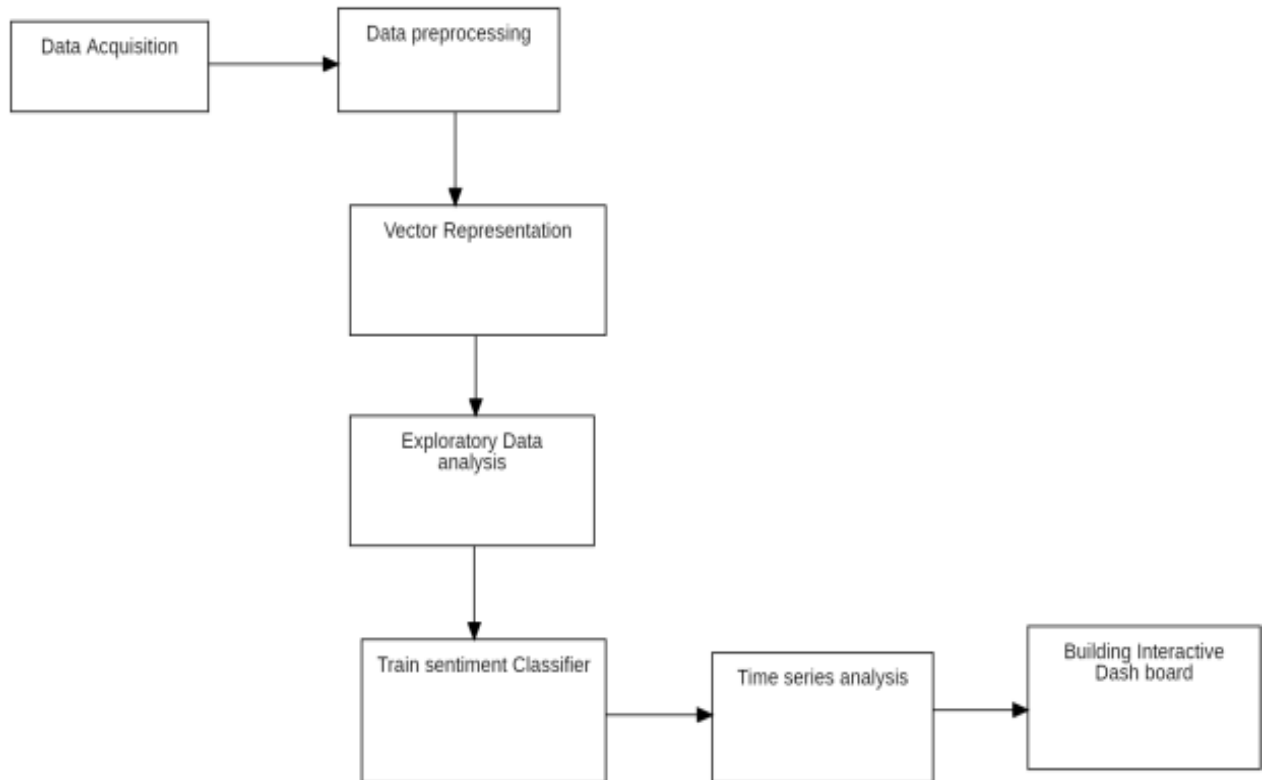 Data Acquisition
Data preprocessing
Vector Representation
Exploratory Data
analysis
Train sentiment Classifier
Time series analysis
Building Interactive
Dash board